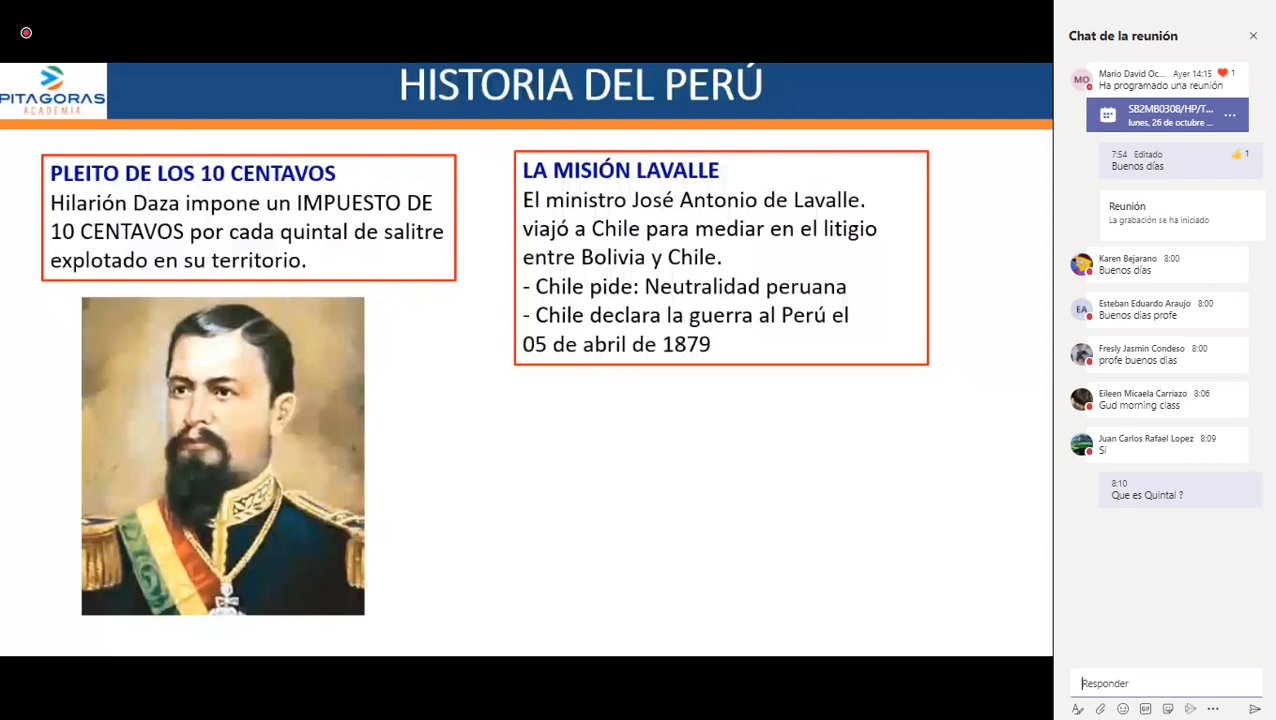 HISTORIA DEL PERÚ
PITAGORAS
ACADEMIA
PLEITO DE LOS 10 CENTAVOS
Hilarión Daza impone un IMPUESTO DE
10 CENTAVOS por cada quintal de salitre
explotado en su territorio.
LA MISIÓN LAVALLE
El ministro José Antonio de Lavalle.
viajó a Chile para mediar en el litigio
entre Bolivia y Chile.
- Chile pide: Neutralidad peruana
- Chile declara la guerra al Perú el
05 de abril de 1879
Chat de la reunión
MO
Mario David Oc... Ayer 14:15 1
Ha programado una reunión
SB2MB0308/HP/T...
lunes, 26 de octubre ...
7:54 Editado 1
Buenos días
Reunión
La grabación se ha iniciado
Karen Bejarano 8:00
Buenos días
EA
Esteban Eduardo Araujo 8:00
Buenos dias profe
Fresly Jasmin Condeso 8:00
profe buenos días
Eileen Micaela Carriazo 8:06
Gud morning class
Juan Carlos Rafael Lopez 8:09
Si
8:10
Que es Quintal ?
Responder
GIF